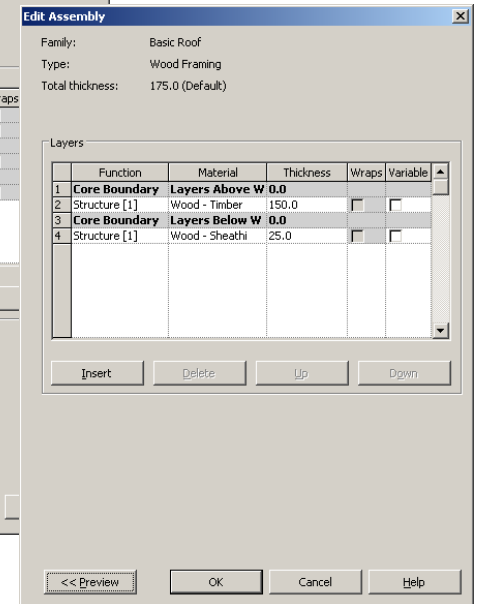 Edit Assembly
Family: Basic Roof
Type: Wood Framing
Total thickness: 175.0 (Default)
raps
Layers
Function Material Thickness Wraps Variable
1 Core Boundary Layers Above W 0.0
2 Structure [1] Wood - Timber 150.0
3 Core Boundary Layers Below W 0.0
4 Structure [1] Wood - Sheathi 25.0
Insert Delete Up Down
<< Preview OK Cancel Help